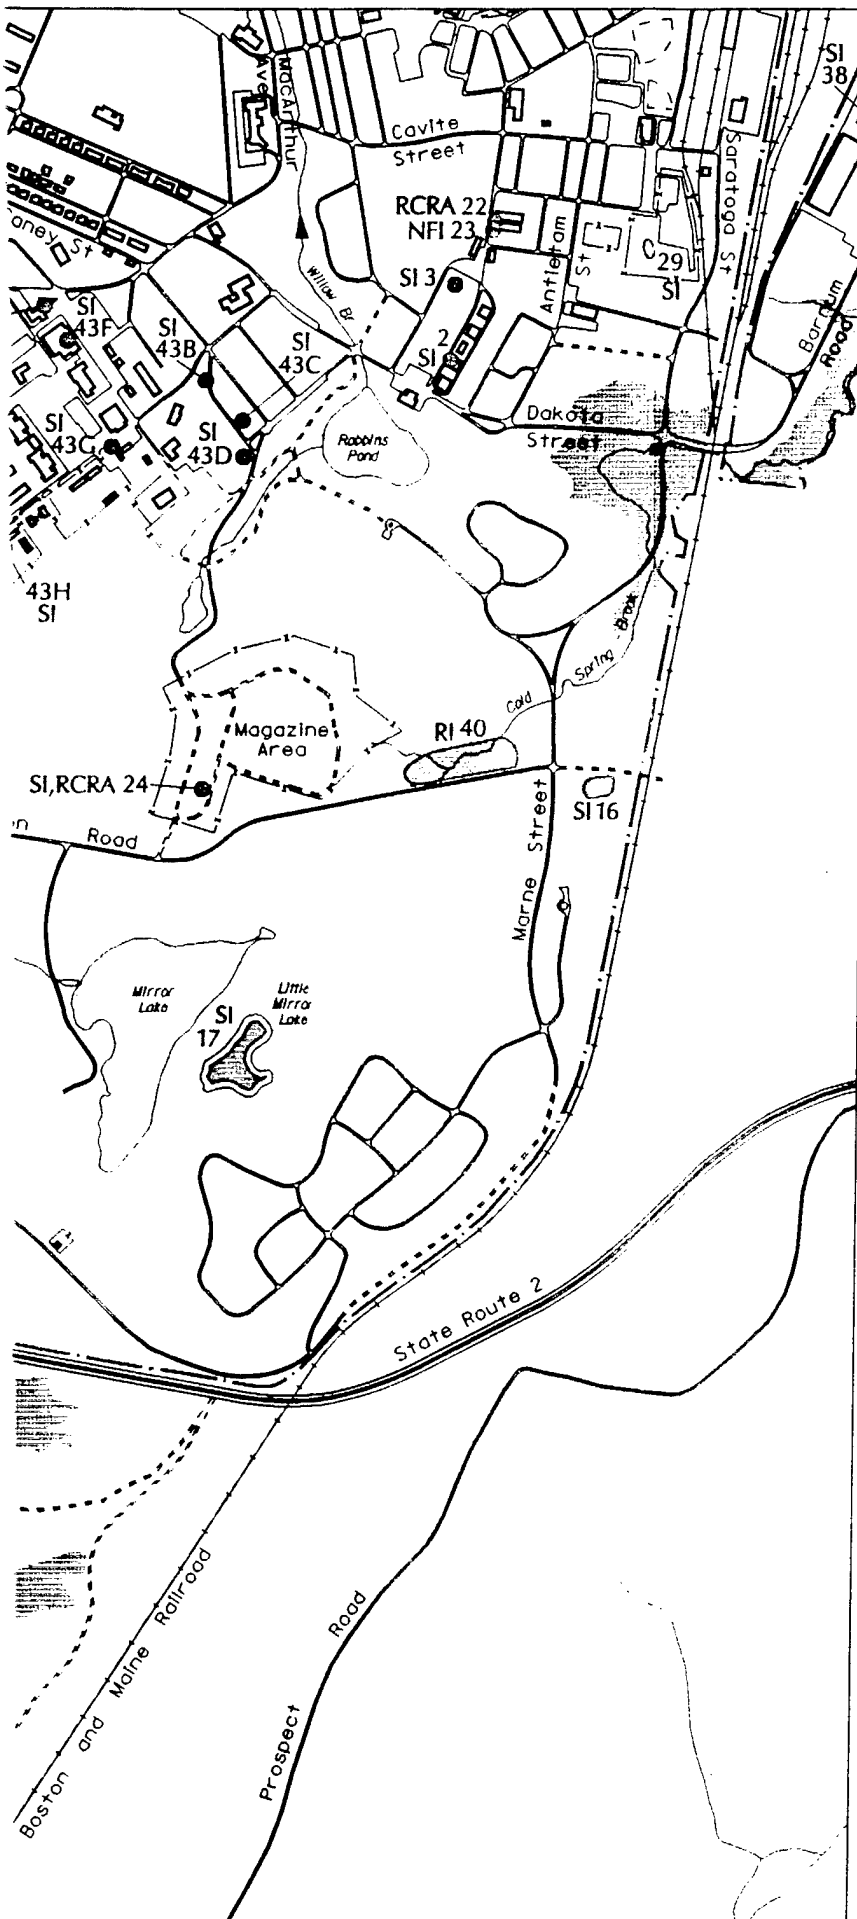 SI
38
MacArthur
Ave
Cavite
Street
Saratoga St
RCRA 22
NFI 23
Antietam
St
29
SI
Willow Br
SI 3
Barnum
Road
SI
43F
SI
43B
SI
43C
2
SI
SI
43G
SI
43D
Robbins
Pond
Dakota
Street
43H
SI
Cold Spring Brook
Magazine
Area
RI 40
SI,RCRA 24
SI 16
Road
Marne Street
Mirror
Lake
Little
Mirror
Lake
SI
17
State Route 2
Boston and Maine Railroad
Prospect Road